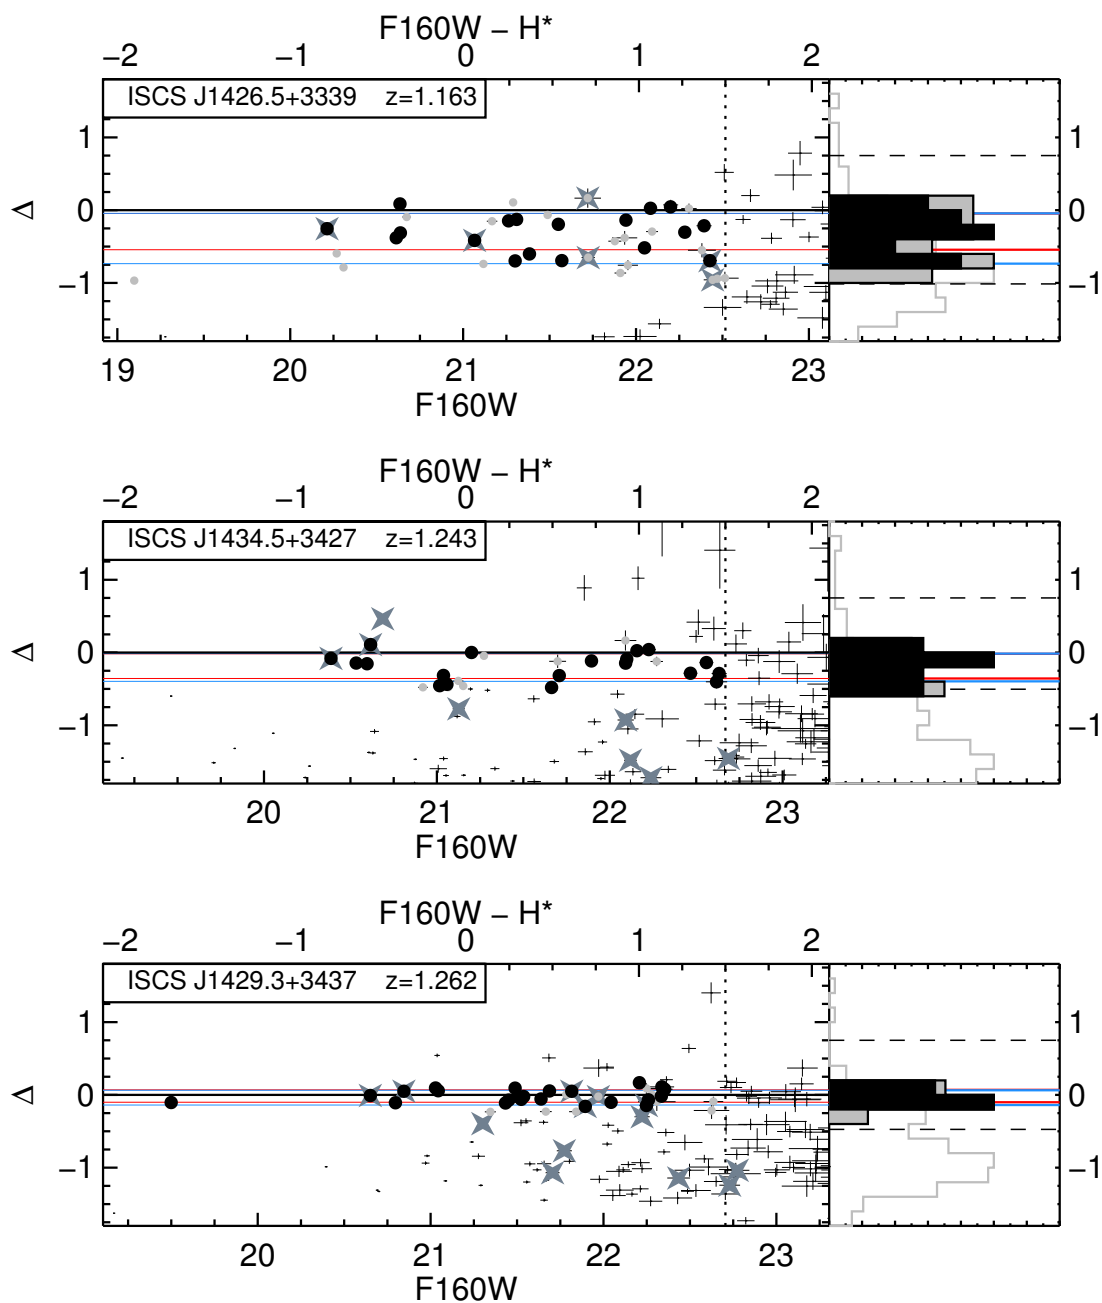 F160W − H*
−2 −1 0 1 2
ISCS J1426.5+3339 z=1.163
1 1
0 0
−1 −1
Δ
19 20 21 22 23
F160W
F160W − H*
−2 −1 0 1 2
ISCS J1434.5+3427 z=1.243
1 1
0 0
−1 −1
Δ
20 21 22 23
F160W
F160W − H*
−2 −1 0 1 2
ISCS J1429.3+3437 z=1.262
1 1
0 0
−1 −1
Δ
20 21 22 23
F160W